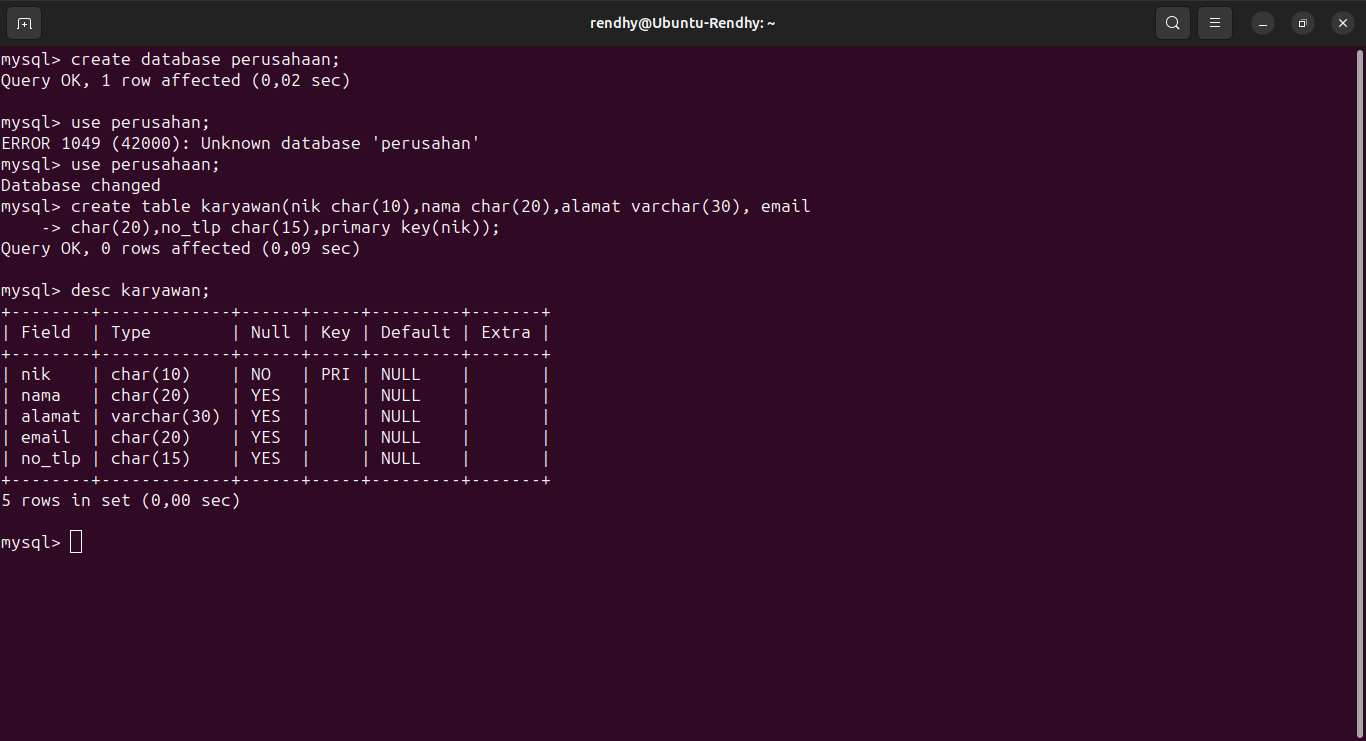 rendhy@Ubuntu-Rendhy: ~
mysql> create database perusahaan;
Query OK, 1 row affected (0,02 sec)
mysql> use perusahan;
ERROR 1049 (42000): Unknown database 'perusahan'
mysql> use perusahaan;
Database changed
mysql> create table karyawan(nik char(10),nama char(20),alamat varchar(30), email
    -> char(20),no_tlp char(15),primary key(nik));
Query OK, 0 rows affected (0,09 sec)
mysql> desc karyawan;
+--------+-------------+------+-----+---------+-------+
| Field  | Type        | Null | Key | Default | Extra |
+--------+-------------+------+-----+---------+-------+
| nik    | char(10)    | NO   | PRI | NULL    |       |
| nama   | char(20)    | YES  |     | NULL    |       |
| alamat | varchar(30) | YES  |     | NULL    |       |
| email  | char(20)    | YES  |     | NULL    |       |
| no_tlp | char(15)    | YES  |     | NULL    |       |
+--------+-------------+------+-----+---------+-------+
5 rows in set (0,00 sec)
mysql>